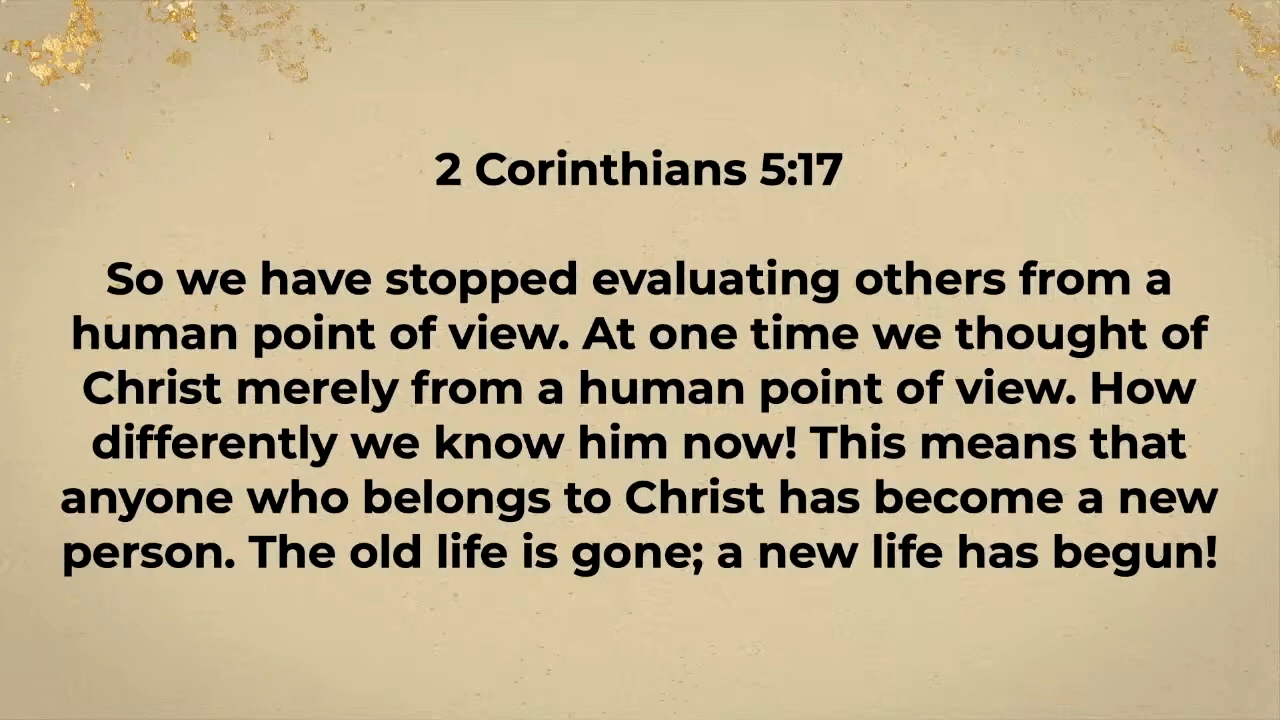 2 Corinthians 5:17
So we have stopped evaluating others from a
human point of view. At one time we thought of
Christ merely from a human point of view. How
differently we know him now! This means that
anyone who belongs to Christ has become a new
person. The old life is gone; a new life has begun!